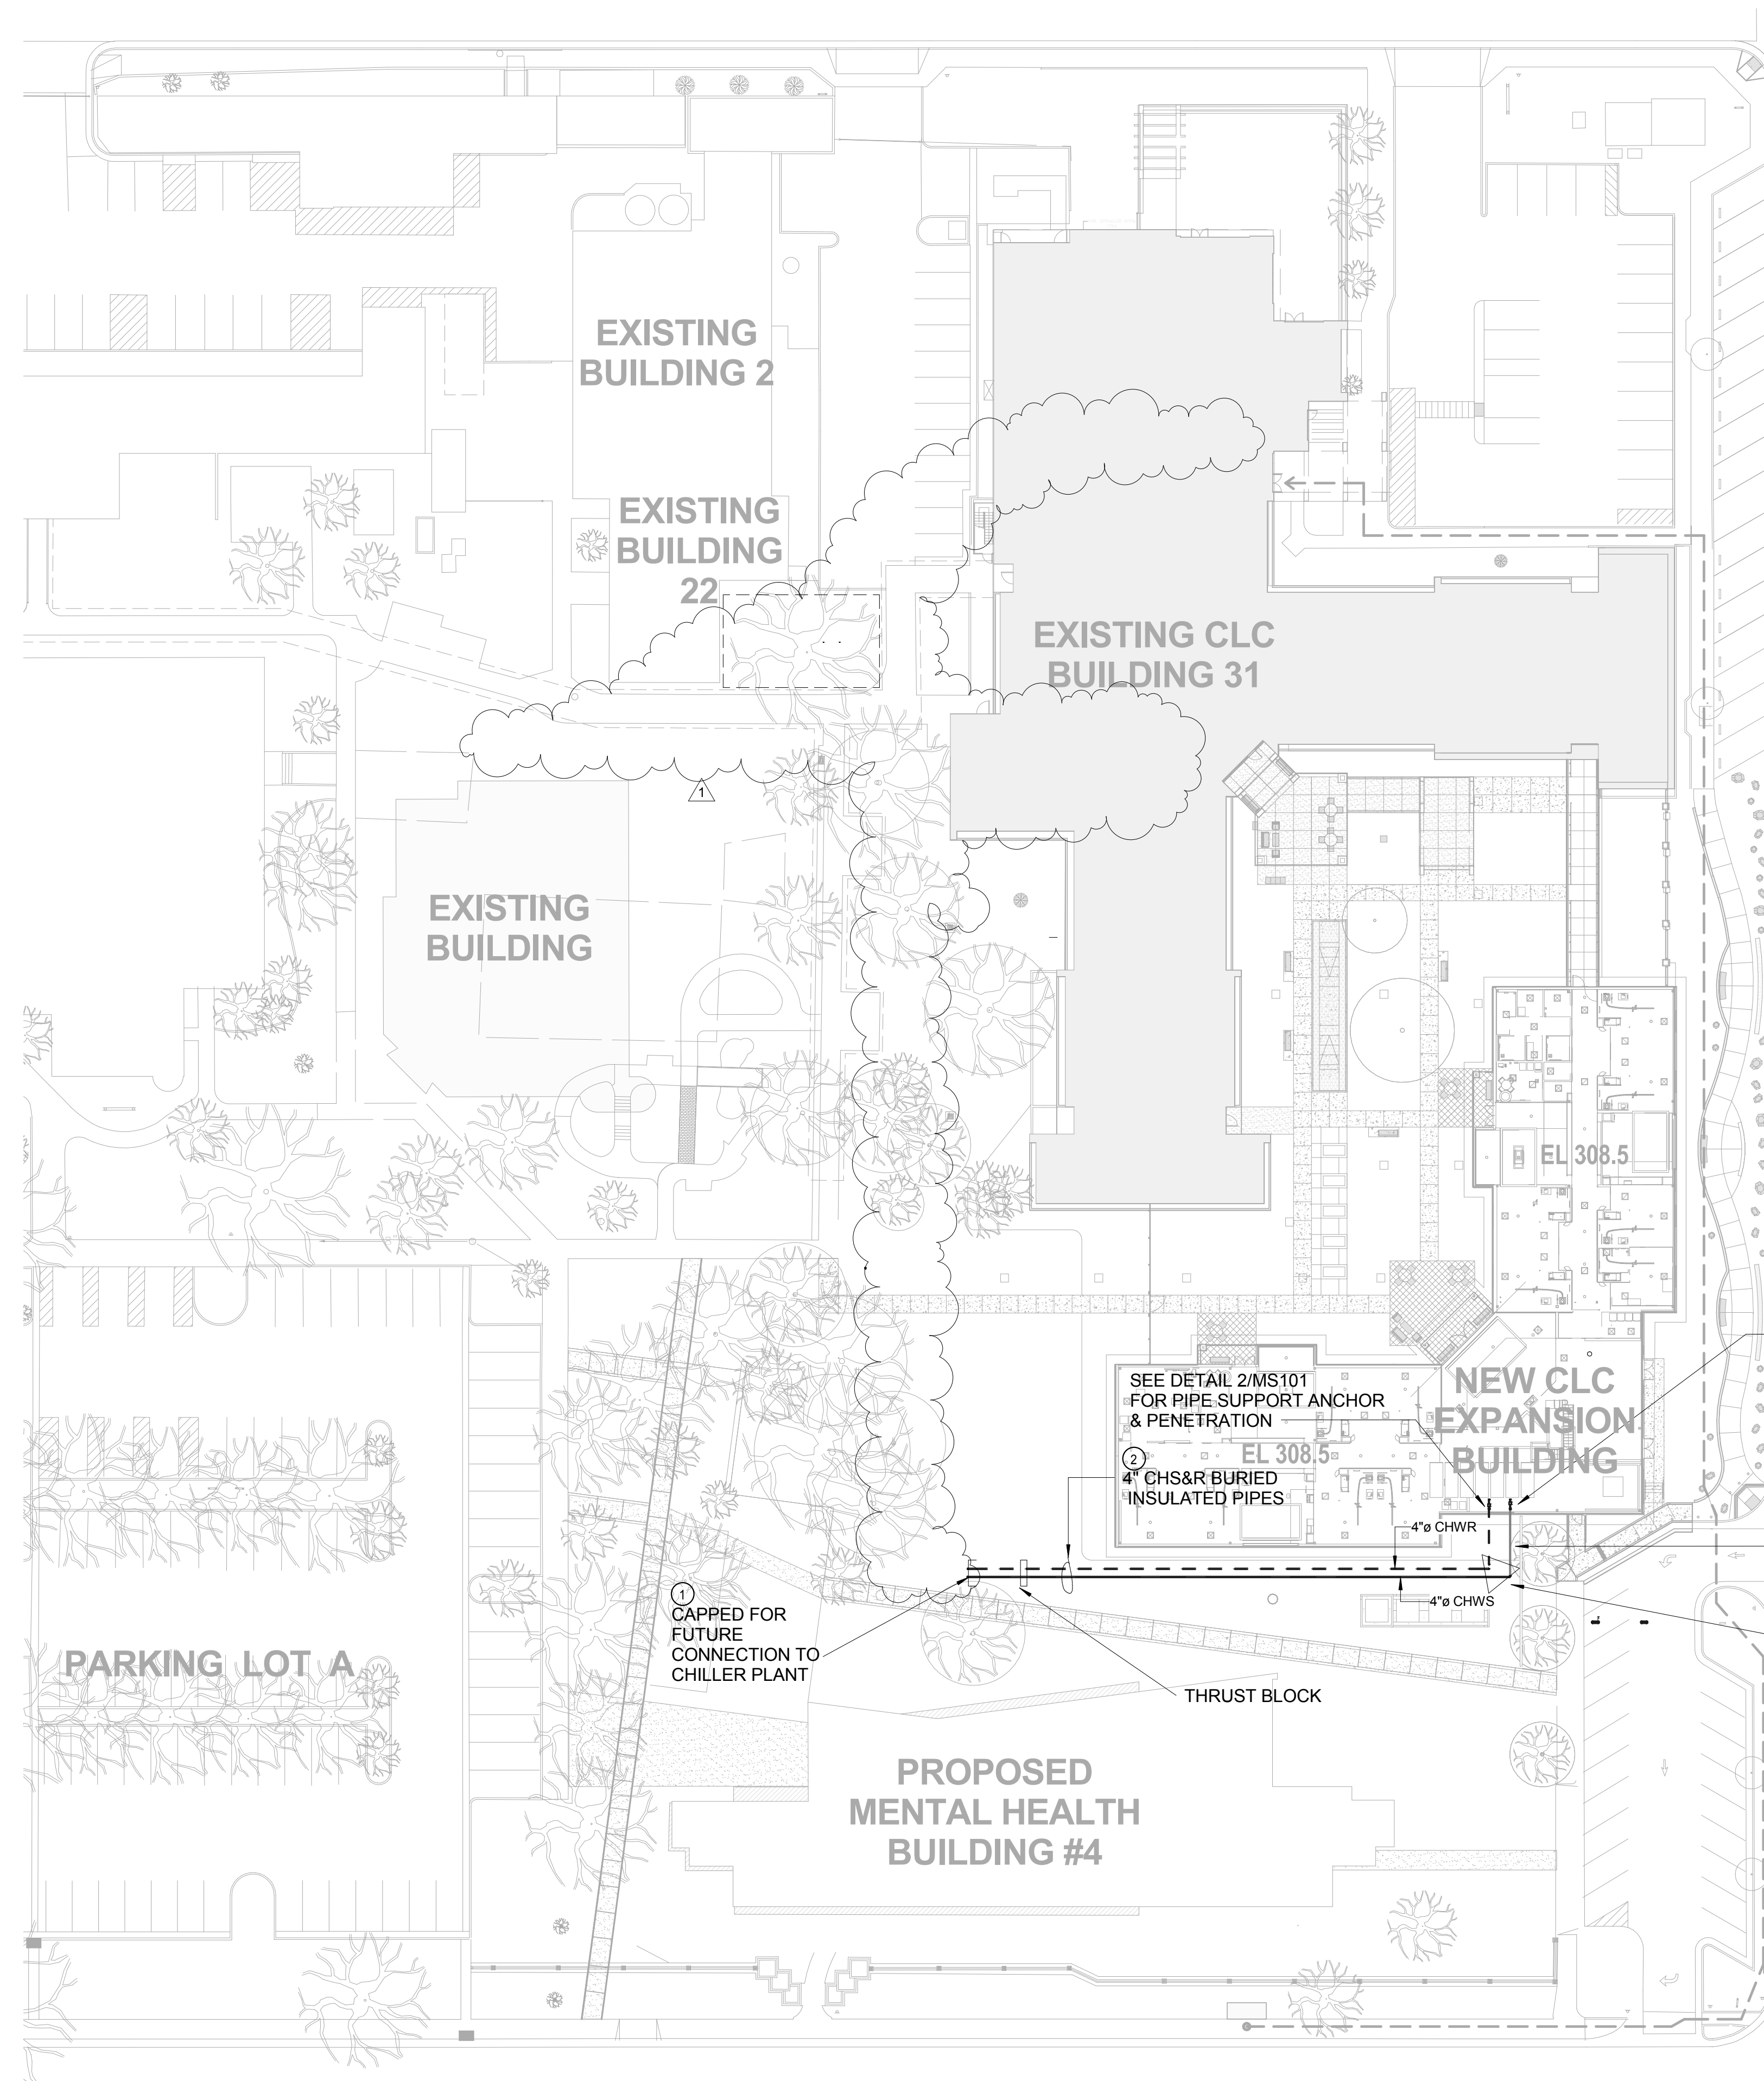 EXISTING
BUILDING 2
EXISTING
BUILDING
22
EXISTING CLC
BUILDING 31
1
EXISTING
BUILDING
EL 308.5
SEE DETAIL 2/MS101
FOR PIPE SUPPORT ANCHOR
& PENETRATION
NEW CLC
EXPANSION
BUILDING
EL 308.5
2
4" CHS&R BURIED
INSULATED PIPES
4"ø CHWR
4"ø CHWS
1
CAPPED FOR
FUTURE
CONNECTION TO
CHILLER PLANT
THRUST BLOCK
PARKING LOT A
PROPOSED
MENTAL HEALTH
BUILDING #4